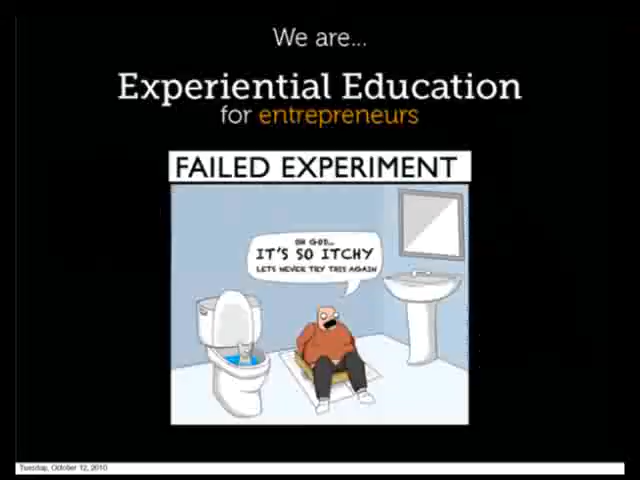 We are...
Experiential Education
for entrepreneurs
FAILED EXPERIMENT
OH GOD...
IT'S SO ITCHY
LETS NEVER TRY THIS AGAIN
Tuesday, October 12, 2010